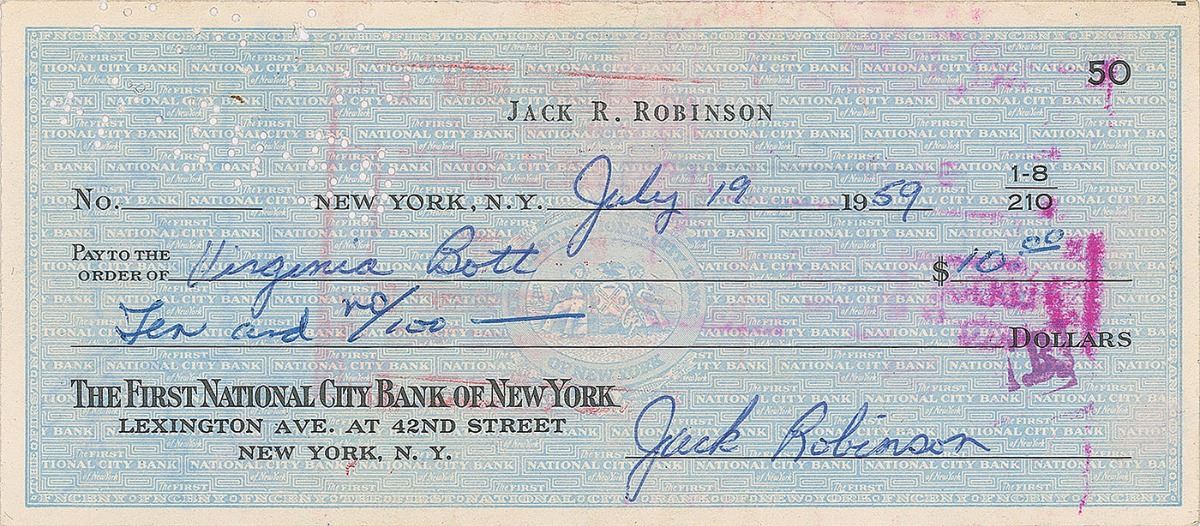 50
JACK R. ROBINSON
1-8
210
No. NEW YORK, N.Y. July 19 1959
PAY TO THE ORDER OF Virginia Bott $10.00
Ten and no/100 DOLLARS
THE FIRST NATIONAL CITY BANK OF NEW YORK
LEXINGTON AVE. AT 42ND STREET
NEW YORK, N. Y.
Jack Robinson